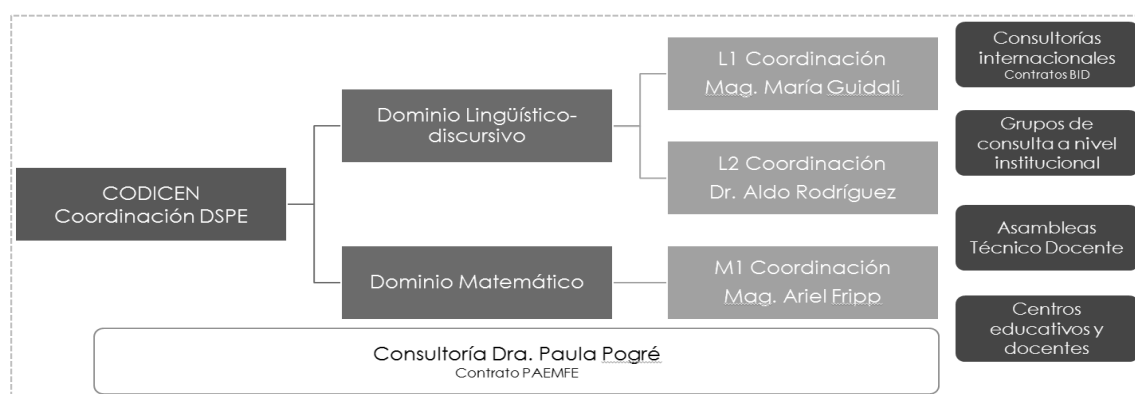 CODICEN
Coordinación DSPE
Dominio Lingüístico-
discursivo
Dominio Matemático
L1 Coordinación
Mag. María Guidali
L2 Coordinación
Dr. Aldo Rodríguez
M1 Coordinación
Mag. Ariel Fripp
Consultorías
internacionales
Contratos BID
Grupos de
consulta a nivel
institucional
Asambleas
Técnico Docente
Centros
educativos y
docentes
Consultoría Dra. Paula Pogré
Contrato PAEMFE